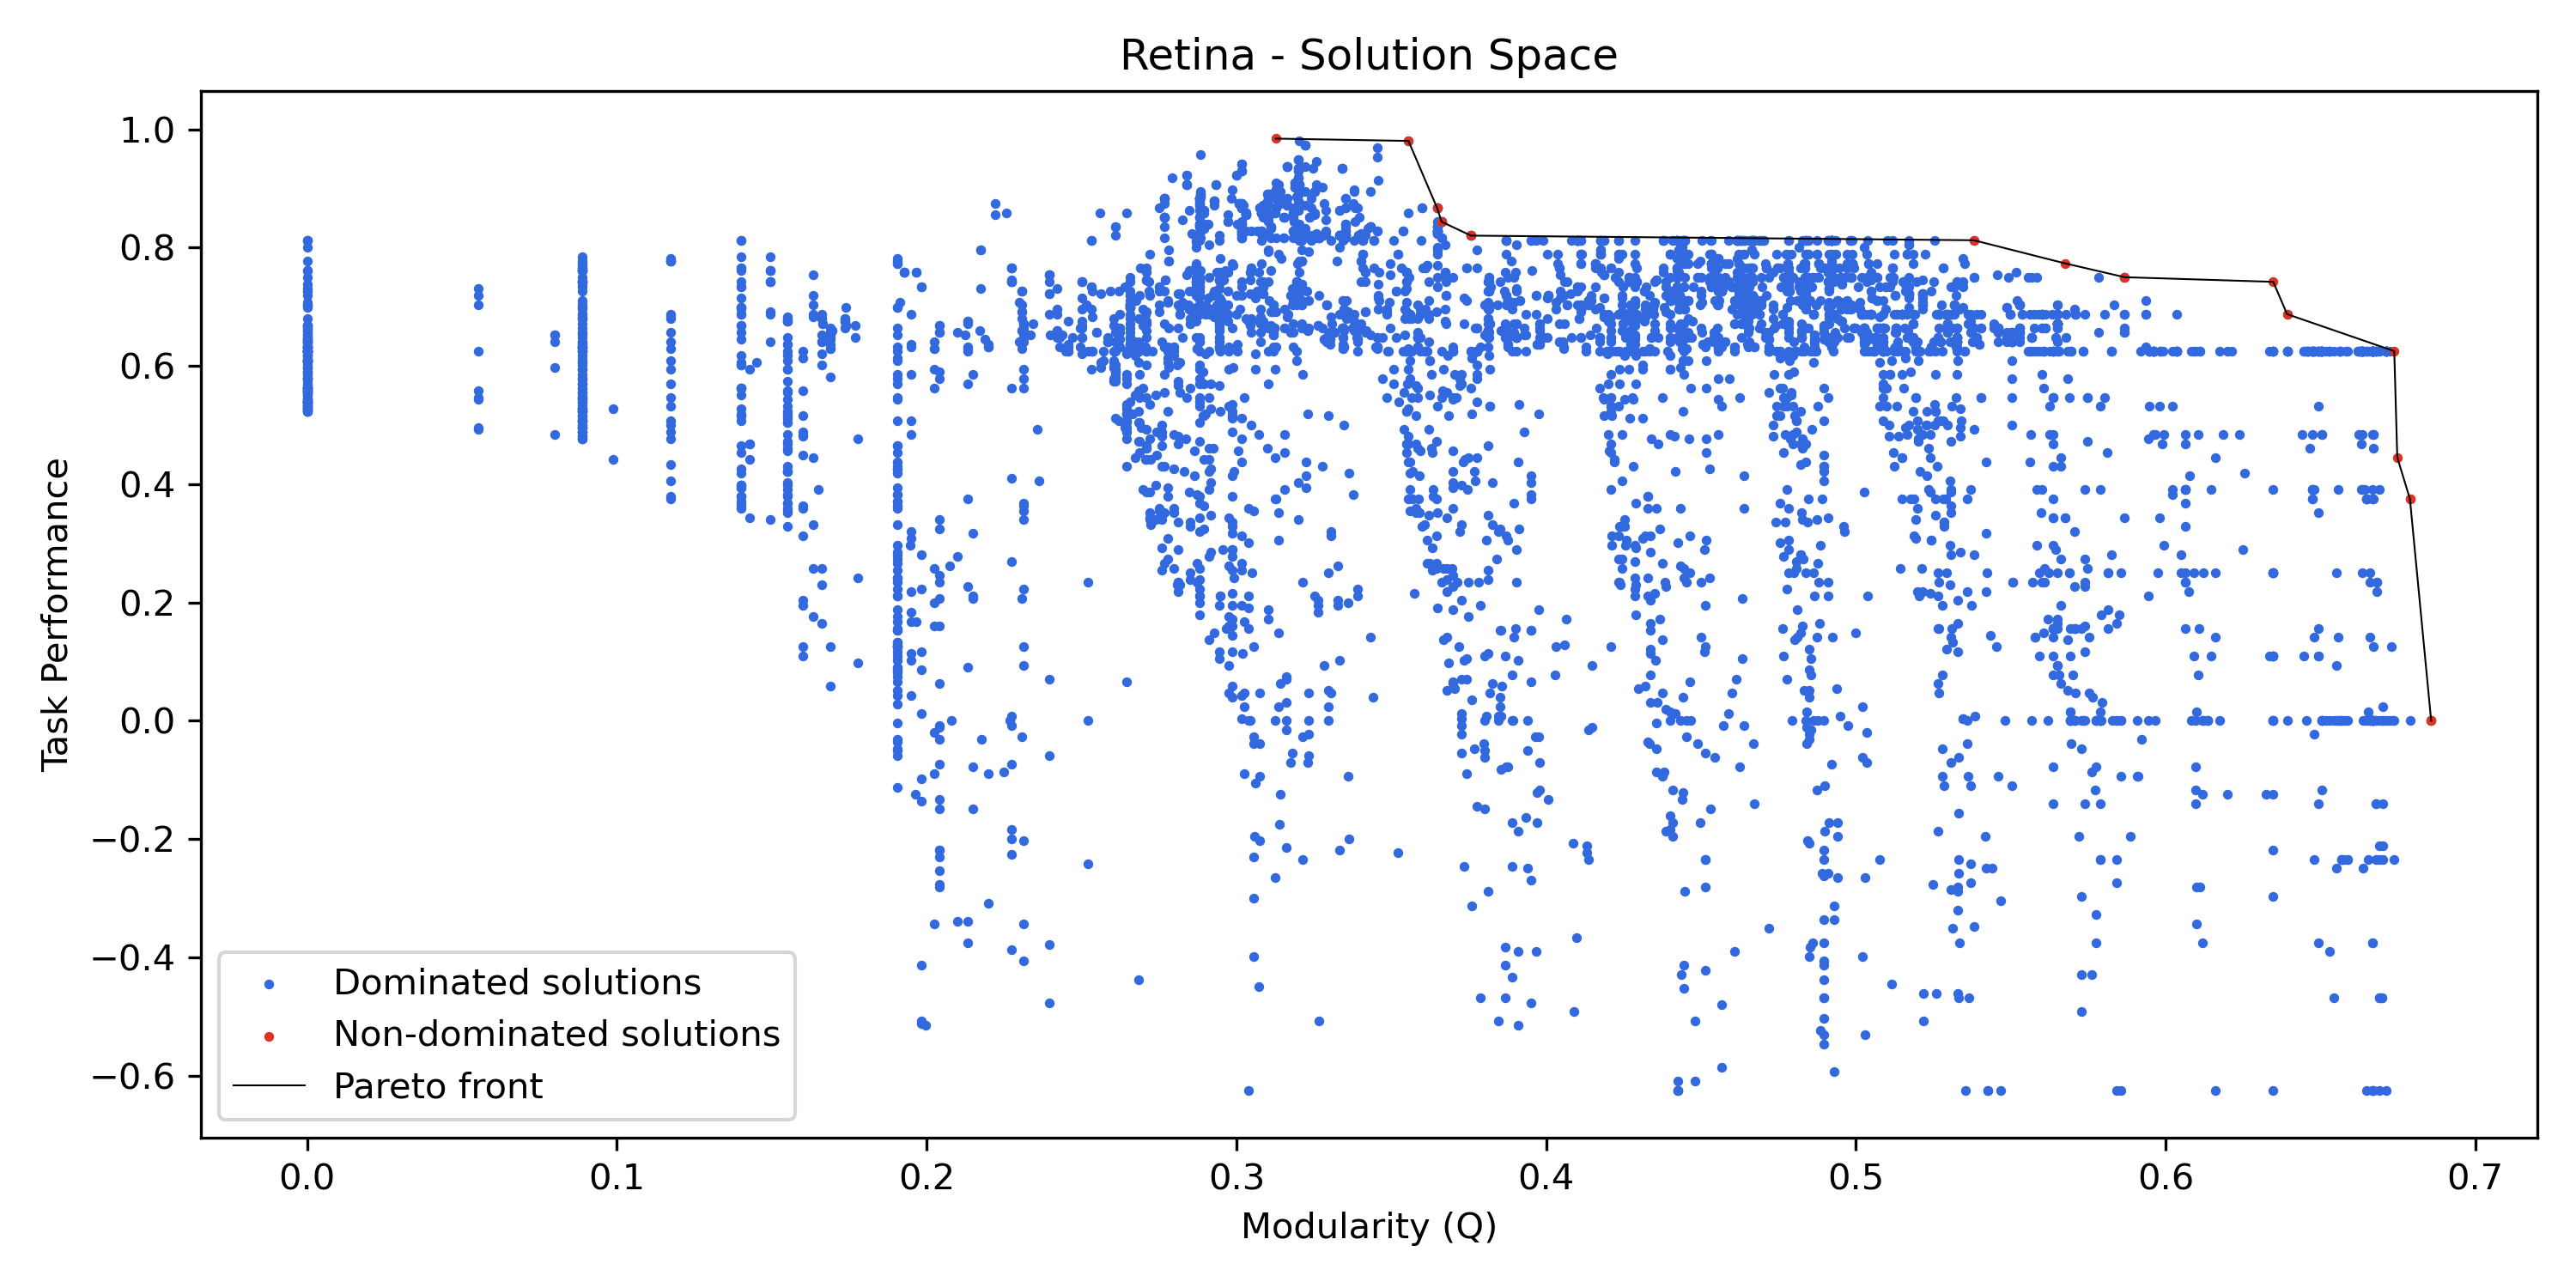 Retina - Solution Space
Task Performance
1.0
0.8
0.6
0.4
0.2
0.0
−0.2
−0.4
−0.6
Dominated solutions
Non-dominated solutions
Pareto front
0.0 0.1 0.2 0.3 0.4 0.5 0.6 0.7
Modularity (Q)